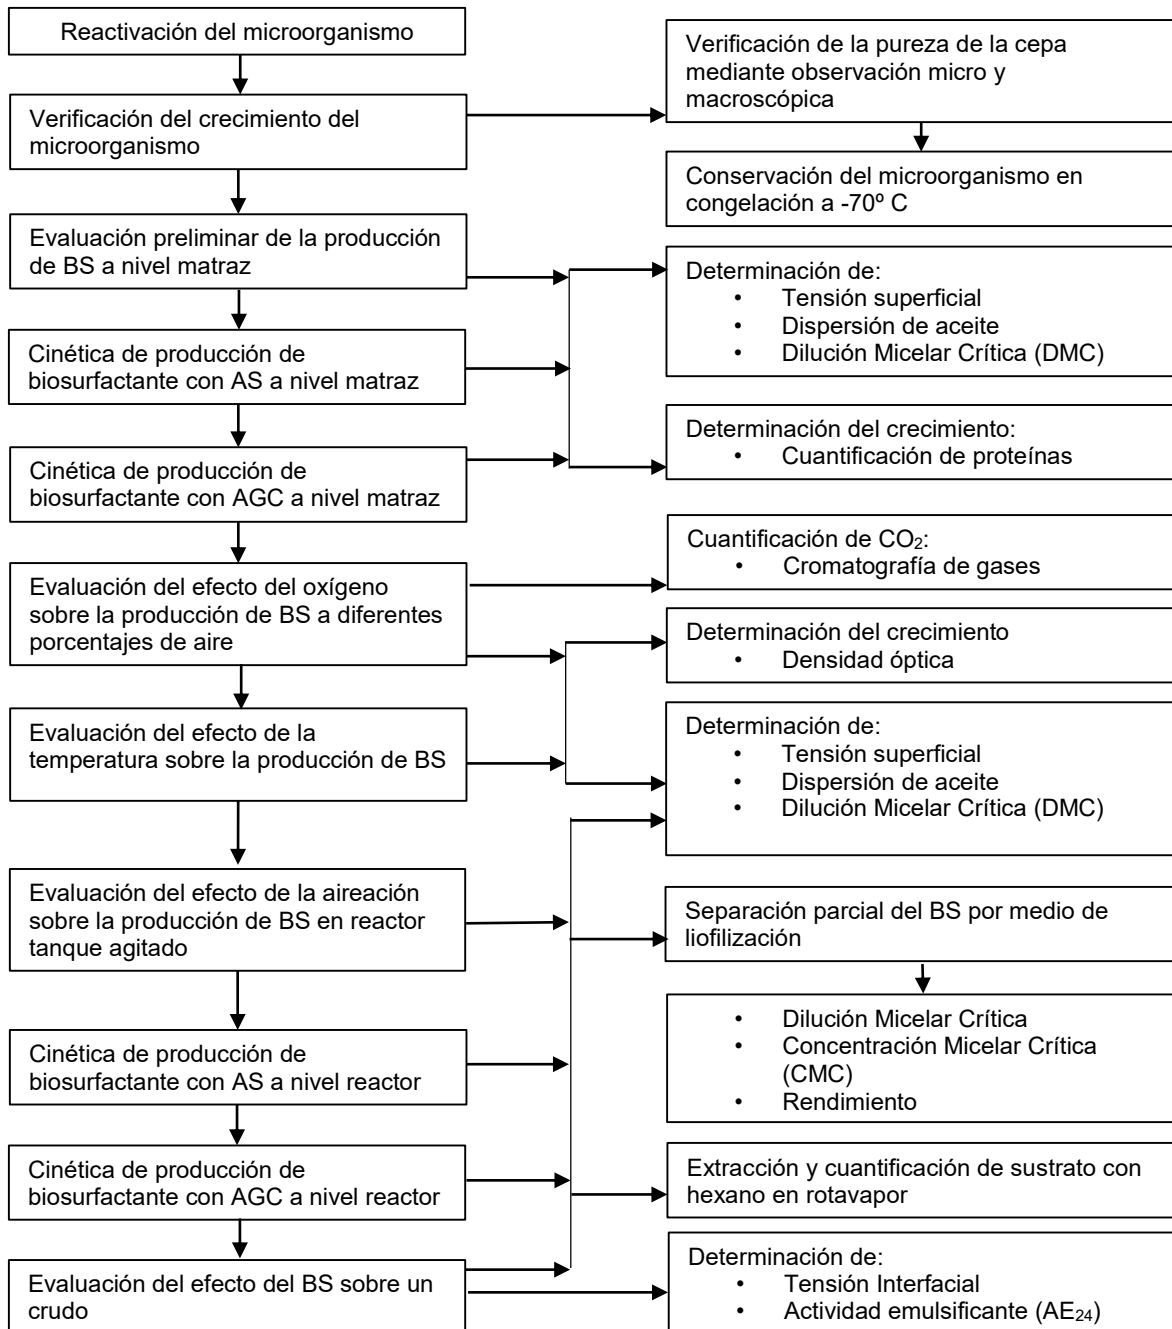 Reactivación del microorganismo
Verificación del crecimiento del
microorganismo
Evaluación preliminar de la producción
de BS a nivel matraz
Cinética de producción de
biosurfactante con AS a nivel matraz
Cinética de producción de
biosurfactante con AGC a nivel matraz
Evaluación del efecto del oxígeno
sobre la producción de BS a diferentes
porcentajes de aire
Evaluación del efecto de la
temperatura sobre la producción de BS
Evaluación del efecto de la aireación
sobre la producción de BS en reactor
tanque agitado
Cinética de producción de
biosurfactante con AS a nivel reactor
Cinética de producción de
biosurfactante con AGC a nivel reactor
Evaluación del efecto del BS sobre un
crudo
Verificación de la pureza de la cepa
mediante observación micro y
macroscópica
Conservación del microorganismo en
congelación a -70º C
Determinación de:
• Tensión superficial
• Dispersión de aceite
• Dilución Micelar Crítica (DMC)
Determinación del crecimiento:
• Cuantificación de proteínas
Cuantificación de CO₂:
• Cromatografía de gases
Determinación del crecimiento
• Densidad óptica
Determinación de:
• Tensión superficial
• Dispersión de aceite
• Dilución Micelar Crítica (DMC)
Separación parcial del BS por medio de
liofilización
• Dilución Micelar Crítica
• Concentración Micelar Crítica
(CMC)
• Rendimiento
Extracción y cuantificación de sustrato con
hexano en rotavapor
Determinación de:
• Tensión Interfacial
• Actividad emulsificante (AE₂₄)